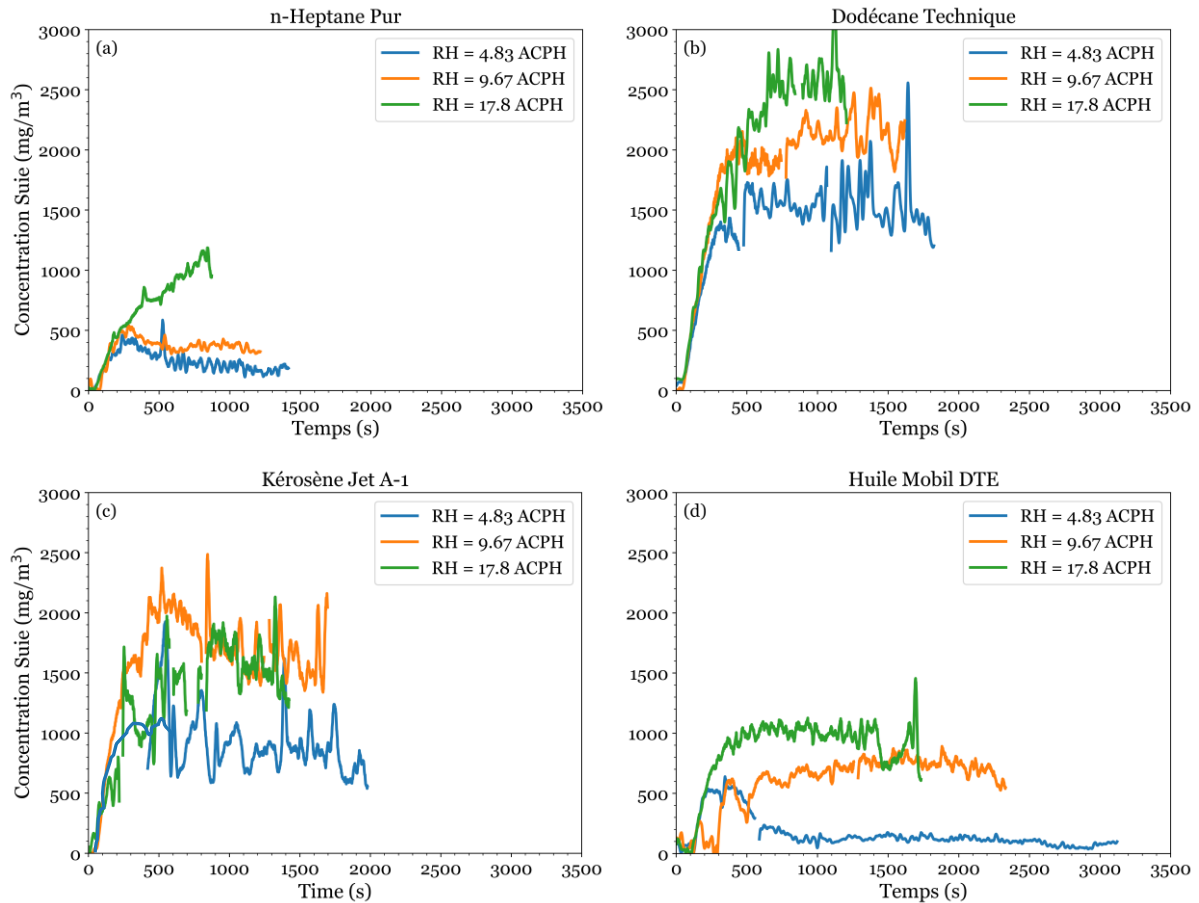 n-Heptane Pur
(a)
RH = 4.83 ACPH
RH = 9.67 ACPH
RH = 17.8 ACPH
3000
2500
2000
1500
1000
500
0
Concentration Suie (mg/m³)
0 500 1000 1500 2000 2500 3000 3500
Temps (s)
Dodécane Technique
(b)
RH = 4.83 ACPH
RH = 9.67 ACPH
RH = 17.8 ACPH
3000
2500
2000
1500
1000
500
0
0 500 1000 1500 2000 2500 3000 3500
Temps (s)
Kérosène Jet A-1
(c)
RH = 4.83 ACPH
RH = 9.67 ACPH
RH = 17.8 ACPH
3000
2500
2000
1500
1000
500
0
Concentration Suie (mg/m³)
0 500 1000 1500 2000 2500 3000 3500
Time (s)
Huile Mobil DTE
(d)
RH = 4.83 ACPH
RH = 9.67 ACPH
RH = 17.8 ACPH
3000
2500
2000
1500
1000
500
0
0 500 1000 1500 2000 2500 3000 3500
Temps (s)